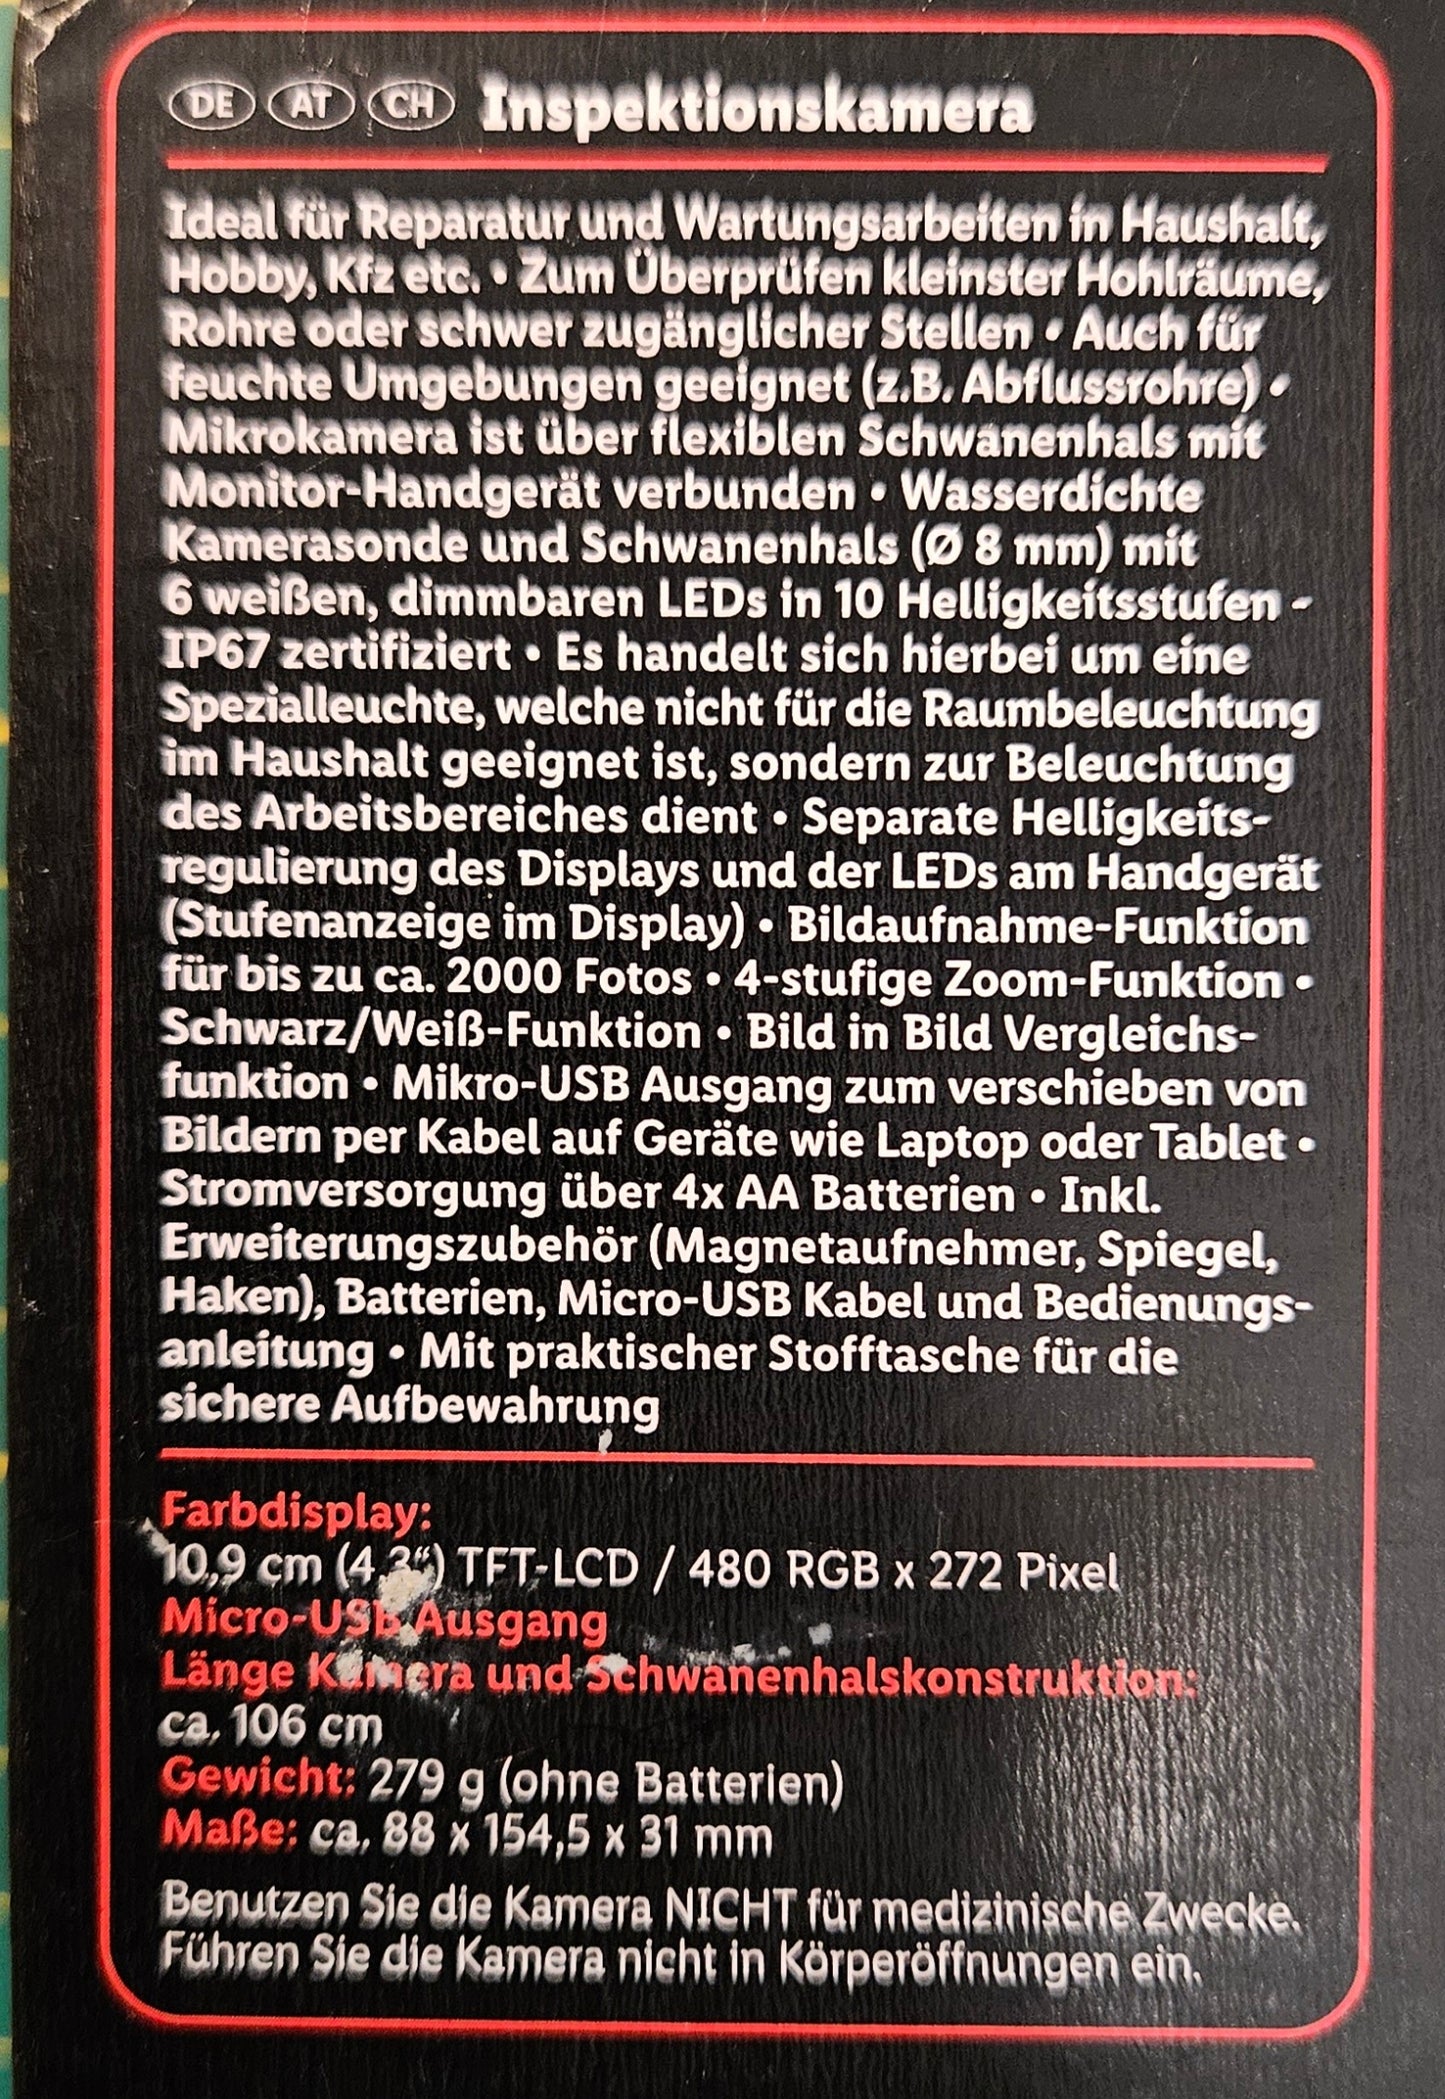 DE AT CH Inspektionskamera
Ideal für Reparatur und Wartungsarbeiten in Haushalt,
Hobby, Kfz etc. • Zum Überprüfen kleinster Hohlräume,
Rohre oder schwer zugänglicher Stellen • Auch für
feuchte Umgebungen geeignet (z.B. Abflussrohre) •
Mikrokamera ist über flexiblen Schwanenhals mit
Monitor-Handgerät verbunden • Wasserdichte
Kamerasonde und Schwanenhals (Ø 8 mm) mit
6 weißen, dimmbaren LEDs in 10 Helligkeitsstufen -
IP67 zertifiziert • Es handelt sich hierbei um eine
Spezialleuchte, welche nicht für die Raumbeleuchtung
im Haushalt geeignet ist, sondern zur Beleuchtung
des Arbeitsbereiches dient • Separate Helligkeits-
regulierung des Displays und der LEDs am Handgerät
(Stufenanzeige im Display) • Bildaufnahme-Funktion
für bis zu ca. 2000 Fotos • 4-stufige Zoom-Funktion •
Schwarz/Weiß-Funktion • Bild in Bild Vergleichs-
funktion • Mikro-USB Ausgang zum verschieben von
Bildern per Kabel auf Geräte wie Laptop oder Tablet •
Stromversorgung über 4x AA Batterien • Inkl.
Erweiterungszubehör (Magnetaufnehmer, Spiegel,
Haken), Batterien, Micro-USB Kabel und Bedienungs-
anleitung • Mit praktischer Stofftasche für die
sichere Aufbewahrung
Farbdisplay:
10,9 cm (4,3“) TFT-LCD / 480 RGB x 272 Pixel
Micro-USB Ausgang
Länge Kamera und Schwanenhalskonstruktion:
ca. 106 cm
Gewicht: 279 g (ohne Batterien)
Maße: ca. 88 x 154,5 x 31 mm
Benutzen Sie die Kamera NICHT für medizinische Zwecke.
Führen Sie die Kamera nicht in Körperöffnungen ein.